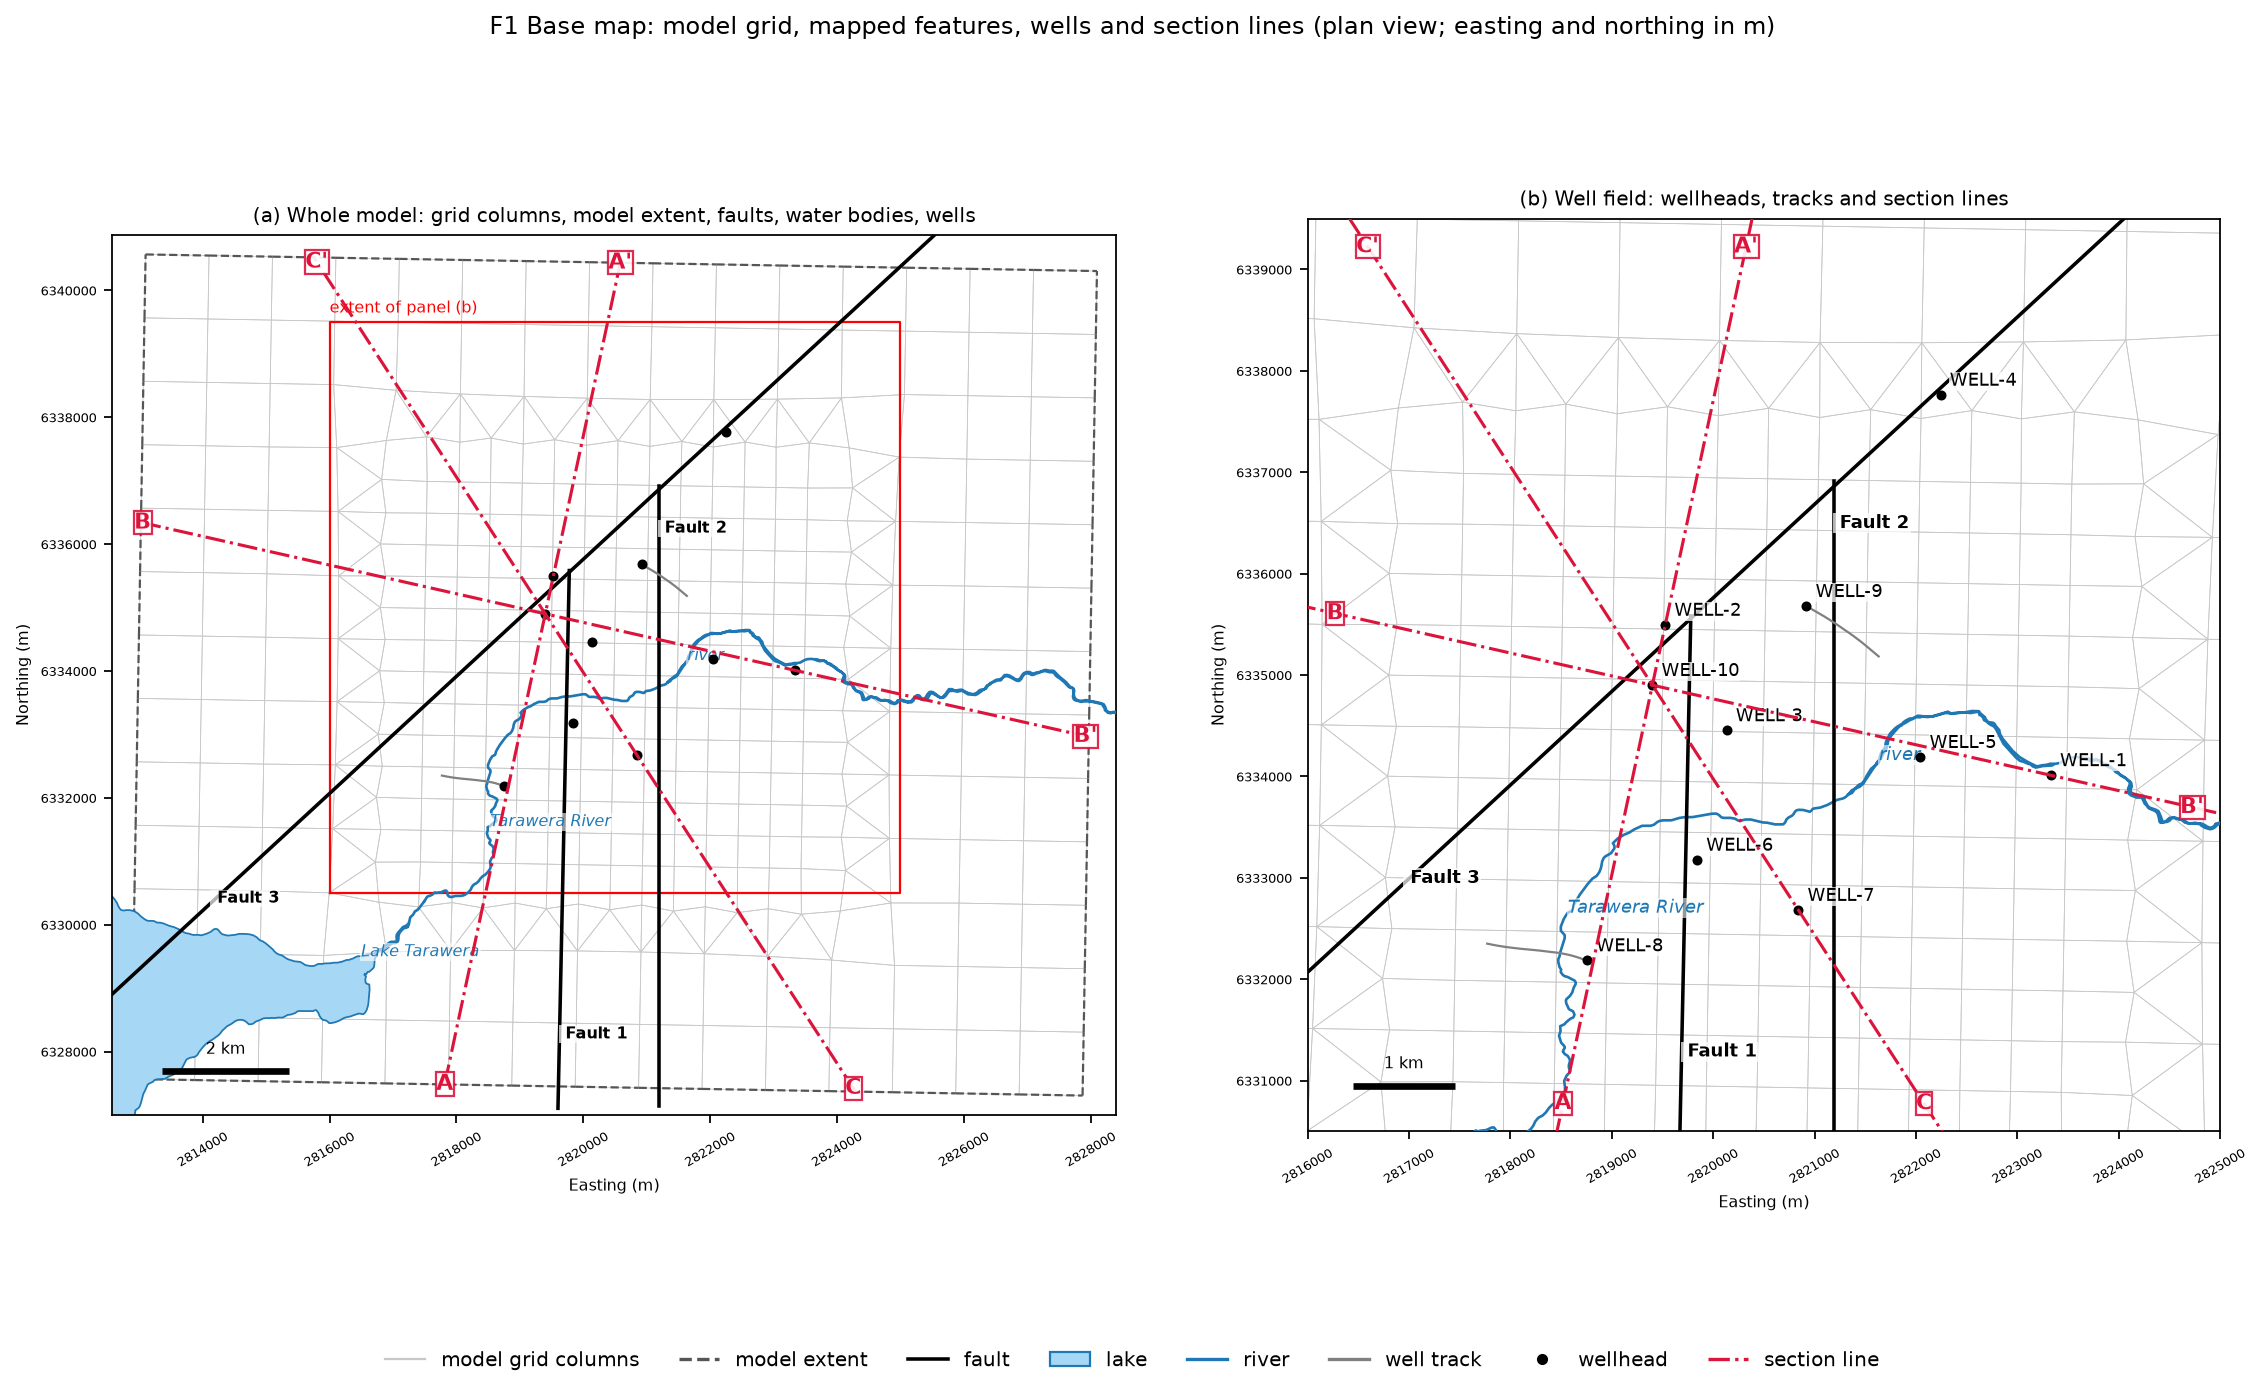 F1 Base map: model grid, mapped features, wells and section lines (plan view; easting and northing in m)
(a) Whole model: grid columns, model extent, faults, water bodies, wells
C'
A'
extent of panel (b)
B
Fault 2
river
B'
Tarawera River
Fault 3
Lake Tarawera
Fault 1
2 km
A
C
6340000
6338000
6336000
6334000
6332000
6330000
6328000
Northing (m)
2814000
2816000
2818000
2820000
2822000
2824000
2826000
2828000
Easting (m)
(b) Well field: wellheads, tracks and section lines
C'
A'
WELL-4
Fault 2
WELL-9
B
WELL-2
WELL-10
WELL-3
WELL-5
river
WELL-1
B'
WELL-6
Fault 3
WELL-7
Tarawera River
WELL-8
Fault 1
1 km
A
C
6339000
6338000
6337000
6336000
6335000
6334000
6333000
6332000
6331000
Northing (m)
2816000
2817000
2818000
2819000
2820000
2821000
2822000
2823000
2824000
2825000
Easting (m)
model grid columns
model extent
fault
lake
river
well track
wellhead
section line